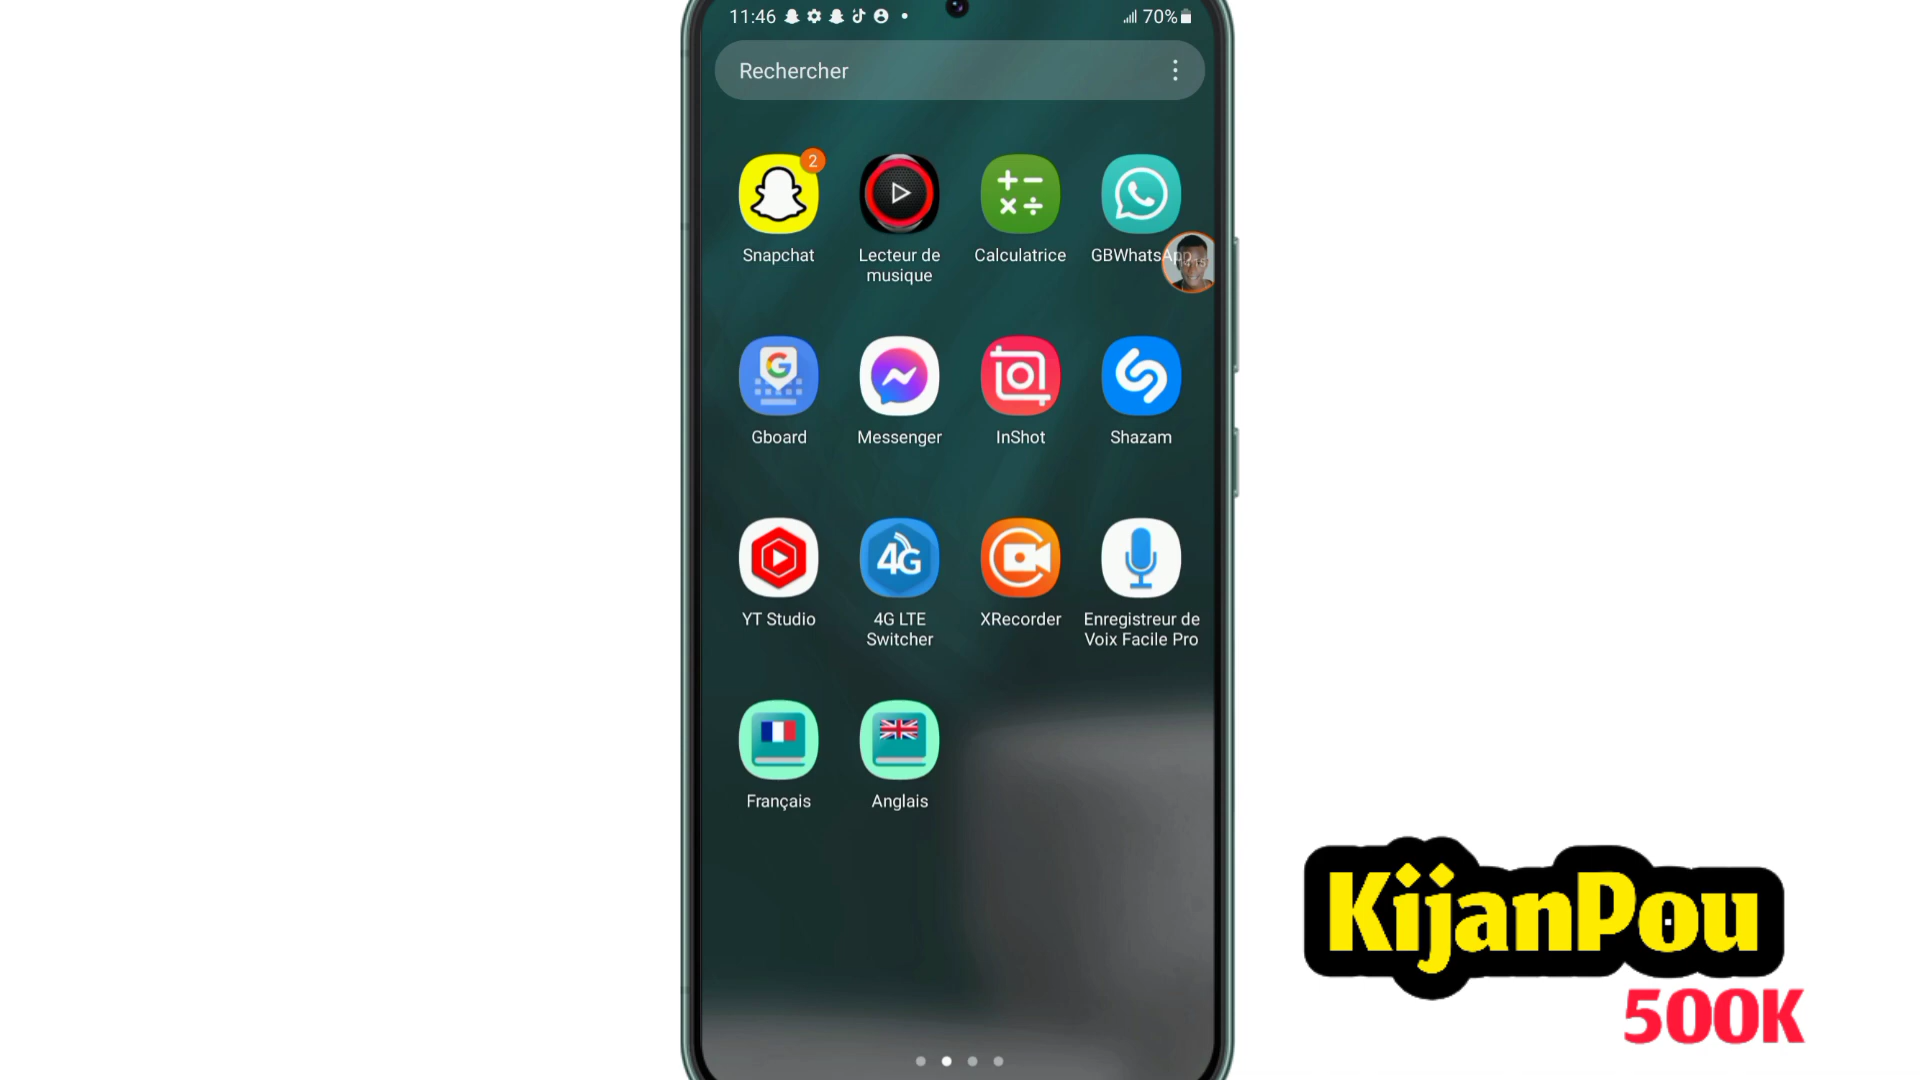 11:46
70%
Rechercher
2
Snapchat
Lecteur de
musique
Calculatrice
GBWhatsApp
Gboard
Messenger
InShot
Shazam
YT Studio
4G
4G LTE
Switcher
XRecorder
Enregistreur de
Voix Facile Pro
Français
Anglais
KijanPou
500K